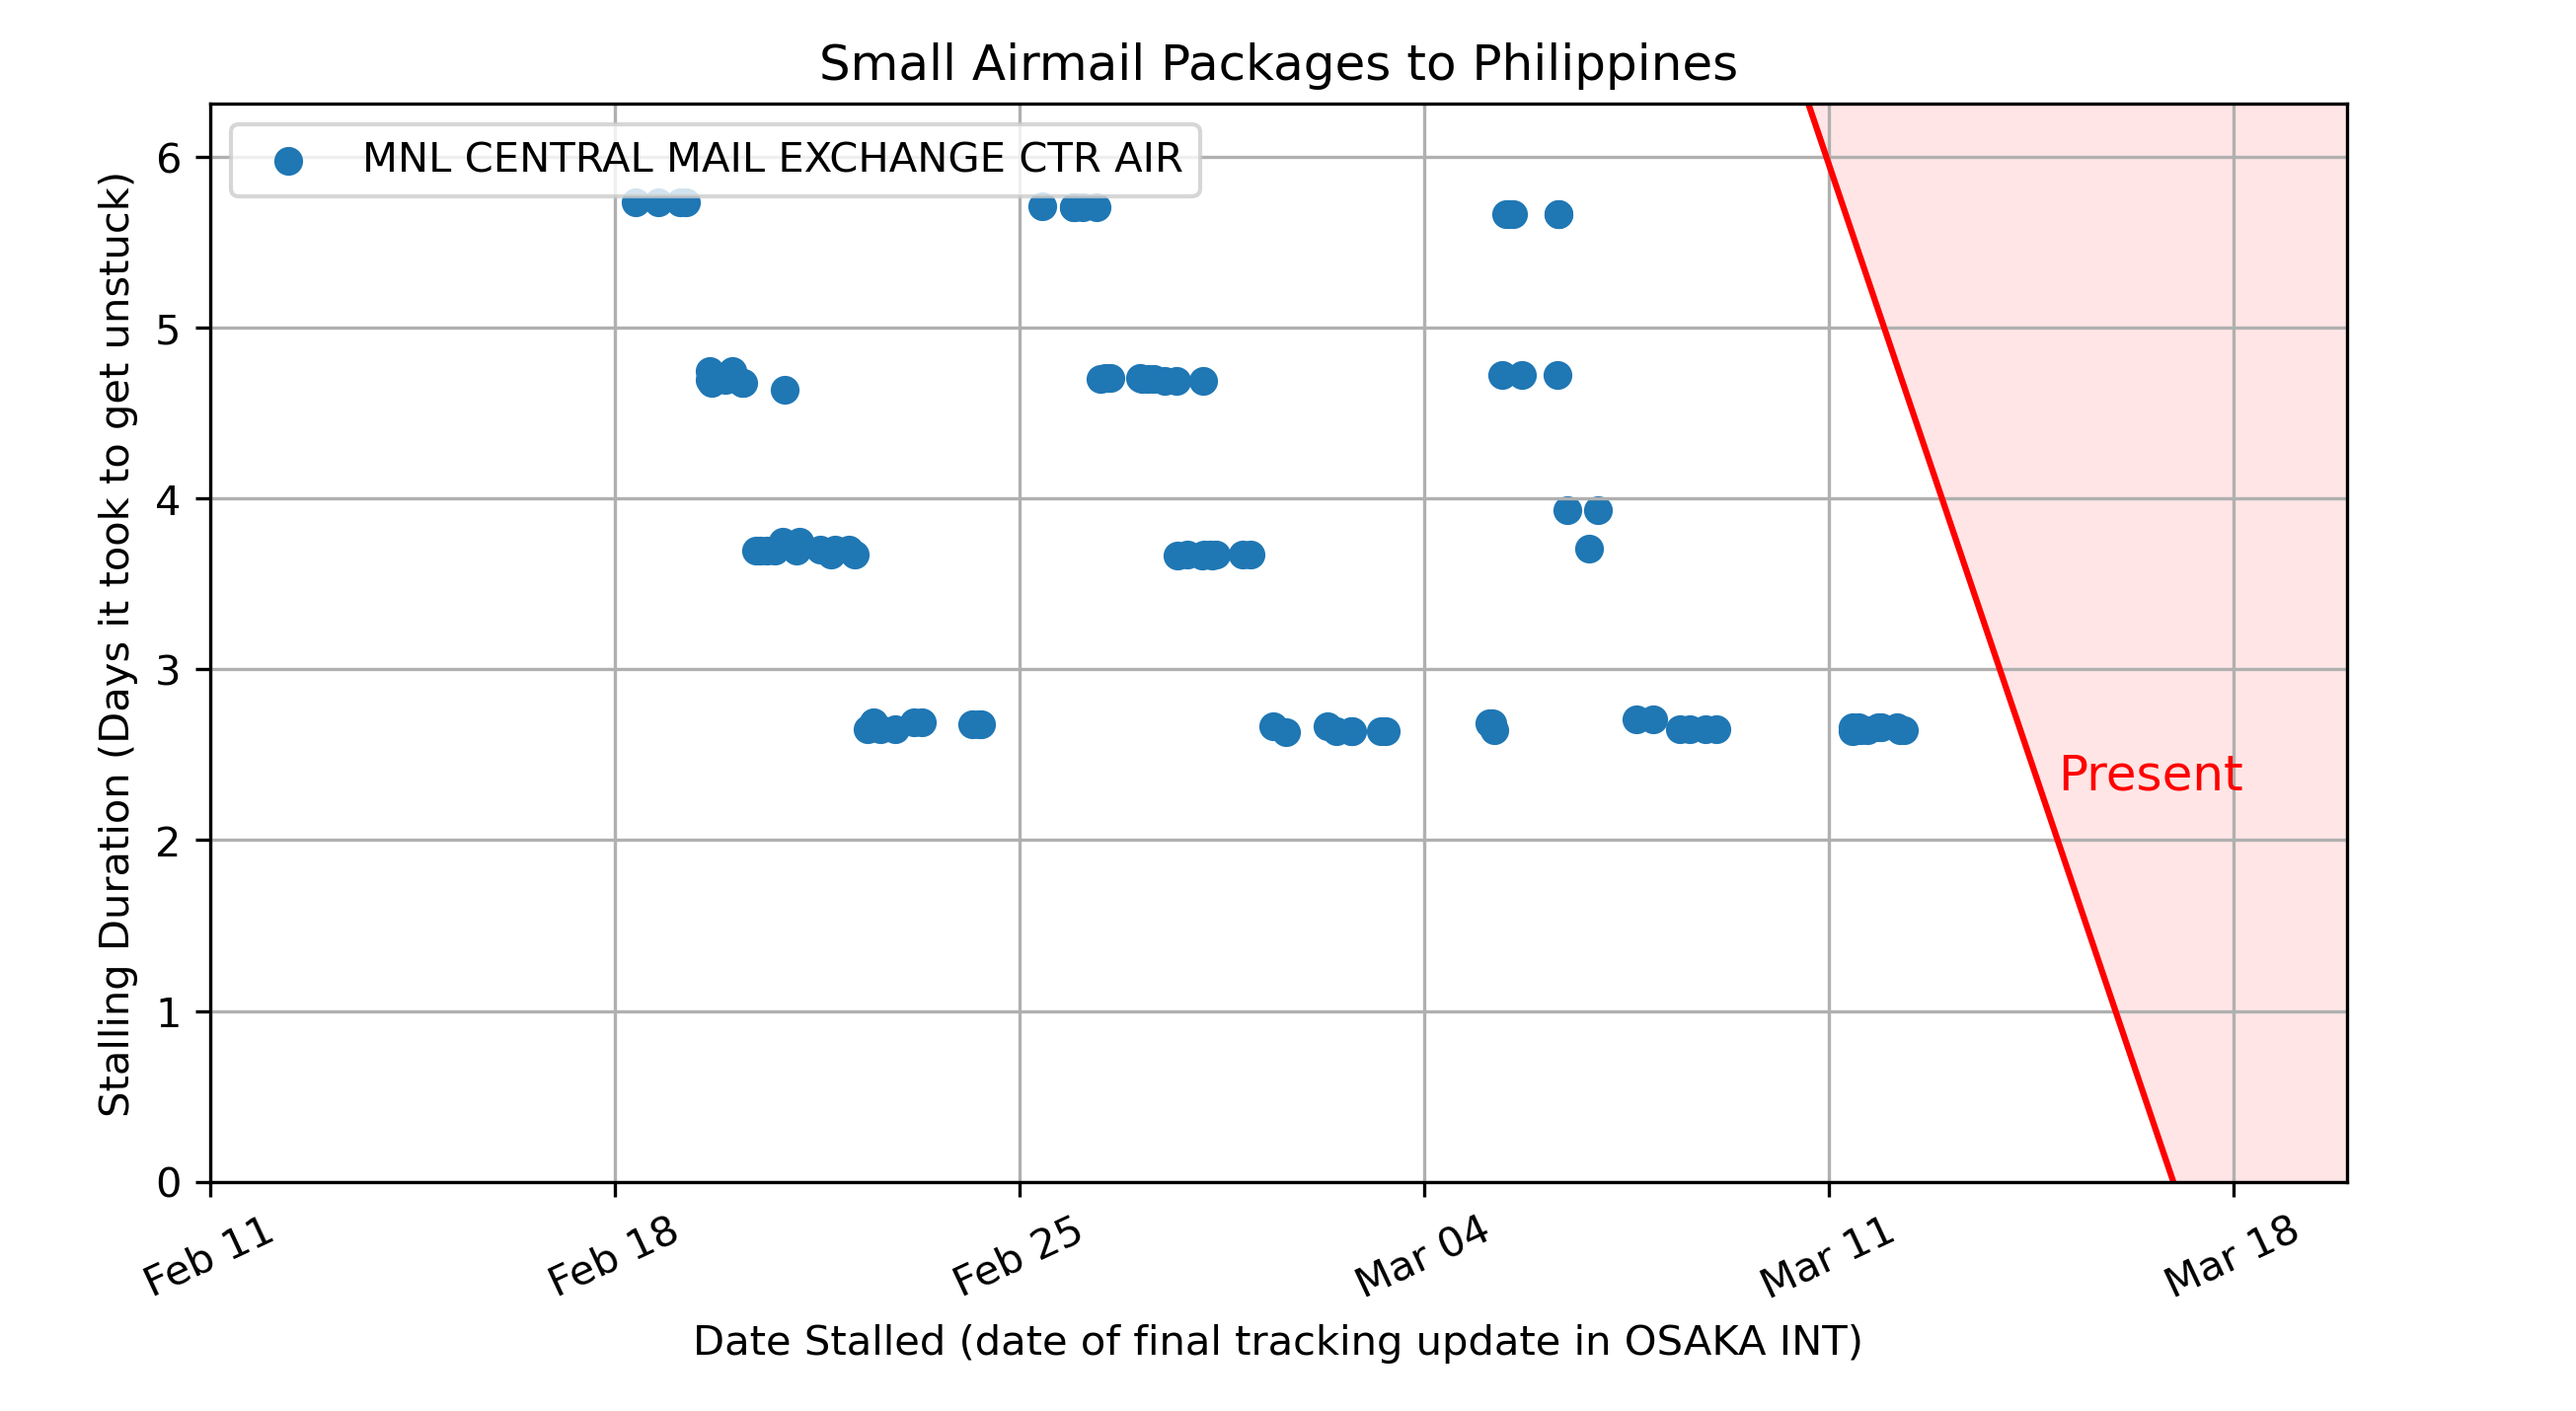 Small Airmail Packages to Philippines
MNL CENTRAL MAIL EXCHANGE CTR AIR
Stalling Duration (Days it took to get unstuck)
6
5
4
3
2
1
0
Present
Feb 11
Feb 18
Feb 25
Mar 04
Mar 11
Mar 18
Date Stalled (date of final tracking update in OSAKA INT)